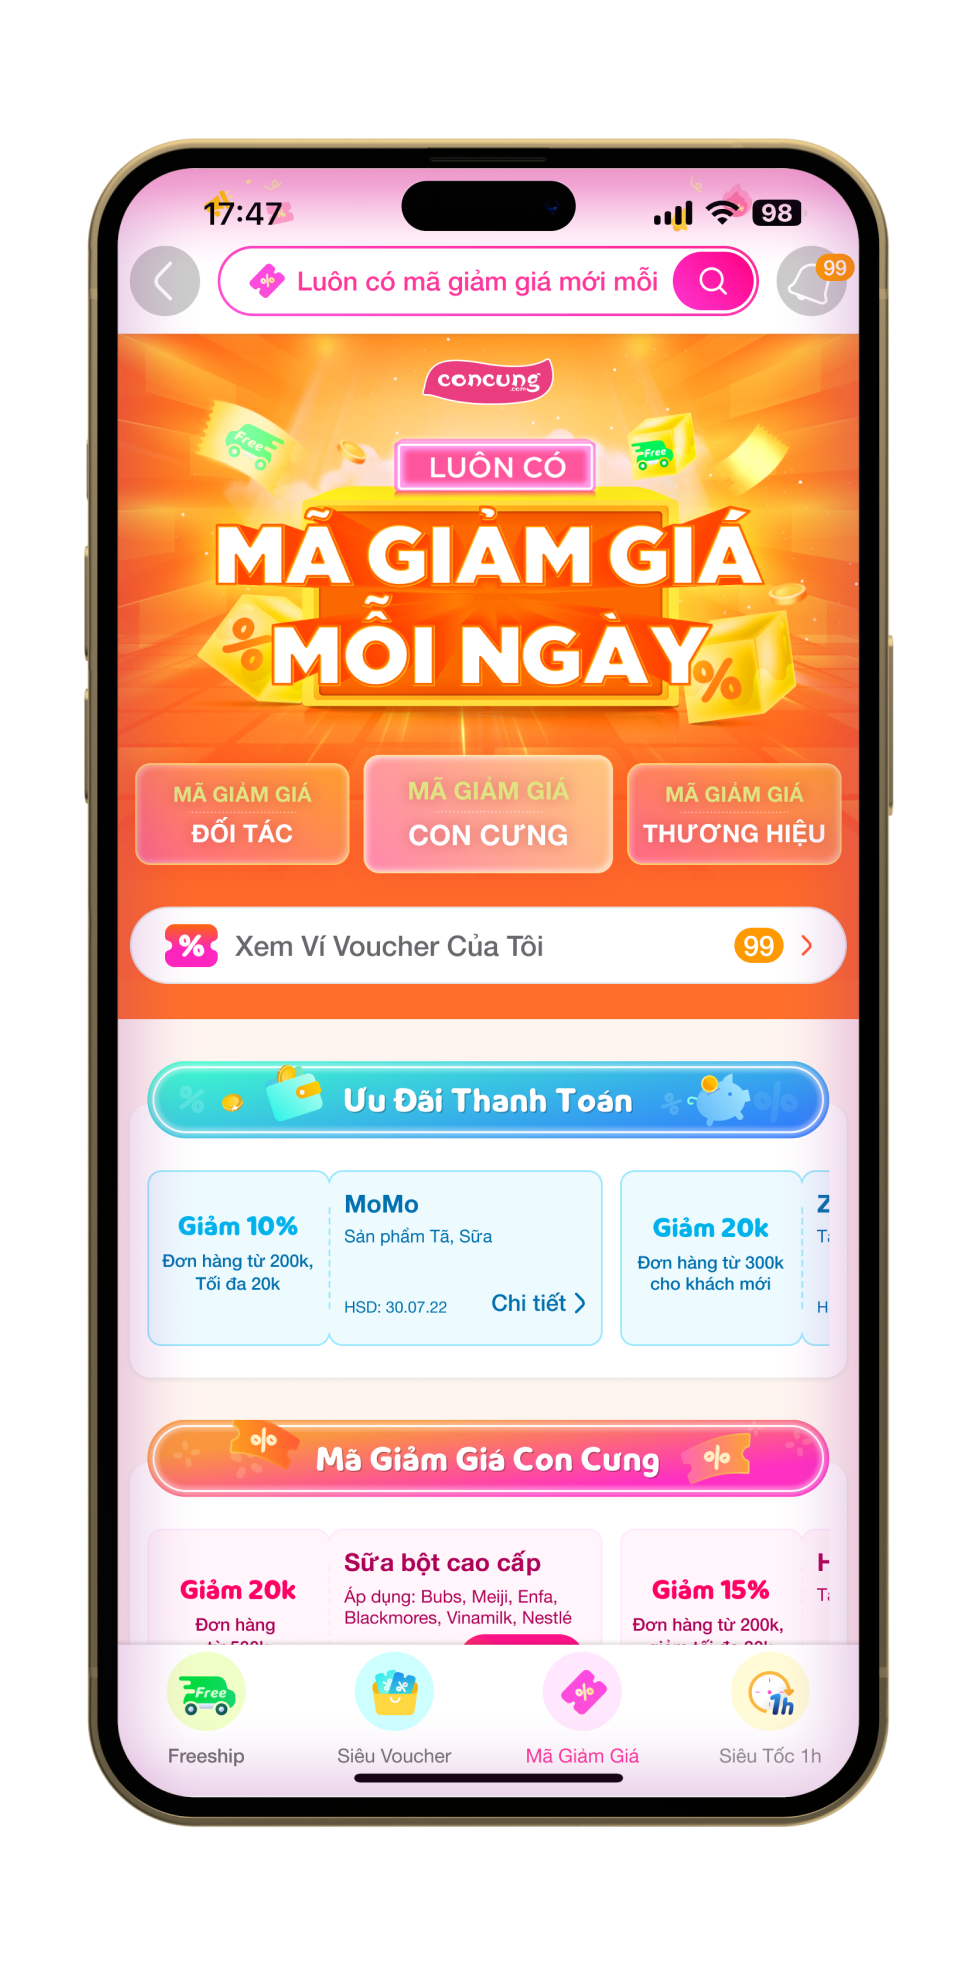 17:47
98
Luôn có mã giảm giá mới mỗi
99
concung
.com
Free
Free
LUÔN CÓ
MÃ GIẢM GIÁ
MỖI NGÀY
%
%
MÃ GIẢM GIÁ
ĐỐI TÁC
MÃ GIẢM GIÁ
CON CƯNG
MÃ GIẢM GIÁ
THƯƠNG HIỆU
% Xem Ví Voucher Của Tôi 99
Ưu Đãi Thanh Toán
Giảm 10%
Đơn hàng từ 200k,
Tối đa 20k
MoMo
Sản phẩm Tã, Sữa
HSD: 30.07.22
Chi tiết
Giảm 20k
Đơn hàng từ 300k
cho khách mới
Z
H
Mã Giảm Giá Con Cưng
Giảm 20k
Đơn hàng
từ 500k
Sữa bột cao cấp
Áp dụng: Bubs, Meiji, Enfa,
Blackmores, Vinamilk, Nestlé
Giảm 15%
Đơn hàng từ 200k,
H
Free
Freeship
Siêu Voucher
Mã Giảm Giá
1h
Siêu Tốc 1h